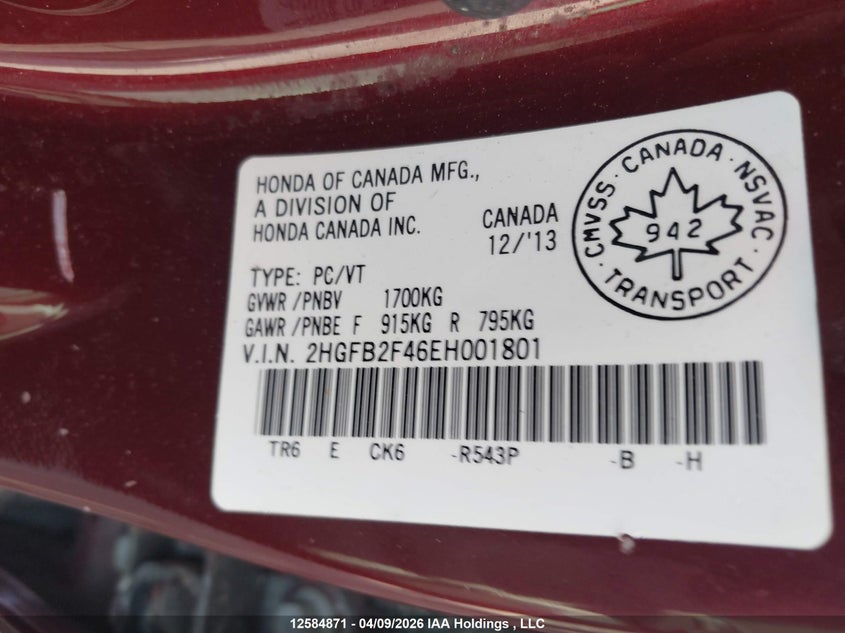 HONDA OF CANADA MFG.,
A DIVISION OF
HONDA CANADA INC.
CANADA
12/'13
CMVSS · CANADA · NSVAC ·
942
TRANSPORT
TYPE: PC/VT
GVWR /PNBV 1700KG
GAWR /PNBE F 915KG R 795KG
V.I.N. 2HGFB2F46EH001801
TR6 E CK6 -R543P -B -H
12584871 - 04/09/2026 IAA Holdings , LLC